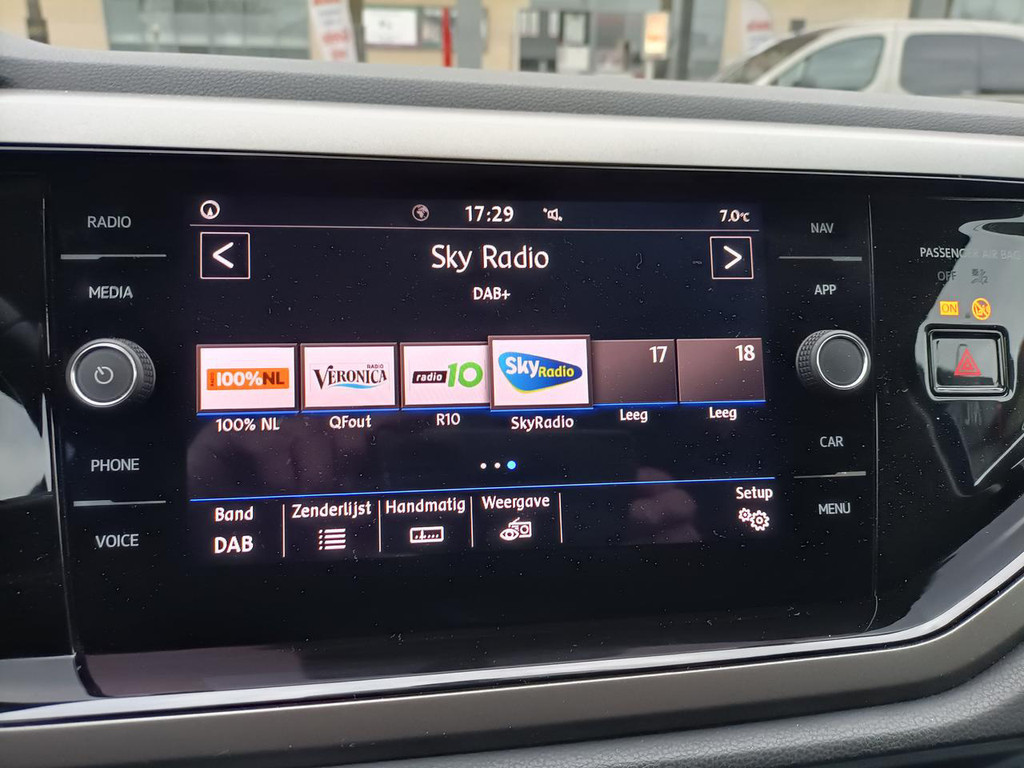 RADIO
MEDIA
PHONE
VOICE
17:29
7.0°C
<
Sky Radio
>
DAB+
100%NL
RADIO
VERONICA
radio 10
Sky Radio
17
18
100% NL
QFout
R10
SkyRadio
Leeg
Leeg
Band
DAB
Zenderlijst
Handmatig
Weergave
Setup
NAV
APP
CAR
MENU
PASSENGER AIR BAG
OFF
ON